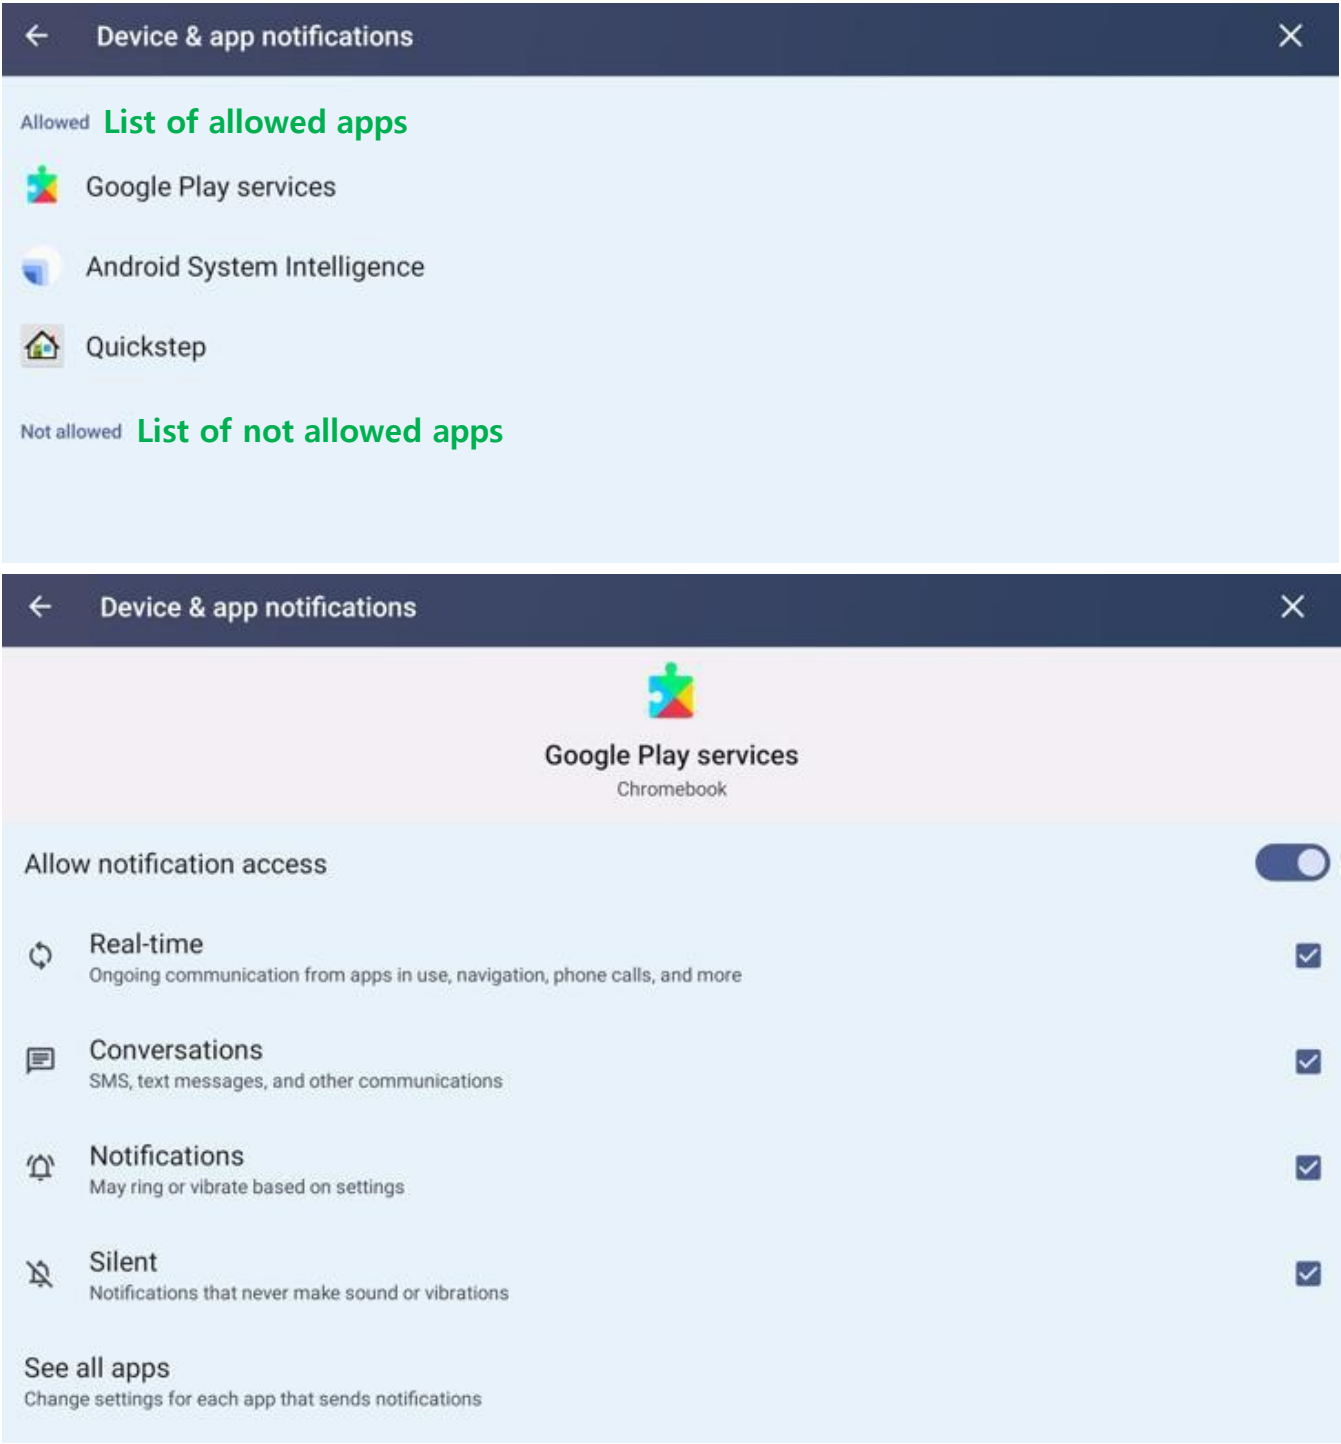 Device & app notifications
Allowed List of allowed apps
Google Play services
Android System Intelligence
Quickstep
Not allowed List of not allowed apps
Device & app notifications
Google Play services
Chromebook
Allow notification access
Real-time
Ongoing communication from apps in use, navigation, phone calls, and more
Conversations
SMS, text messages, and other communications
Notifications
May ring or vibrate based on settings
Silent
Notifications that never make sound or vibrations
See all apps
Change settings for each app that sends notifications